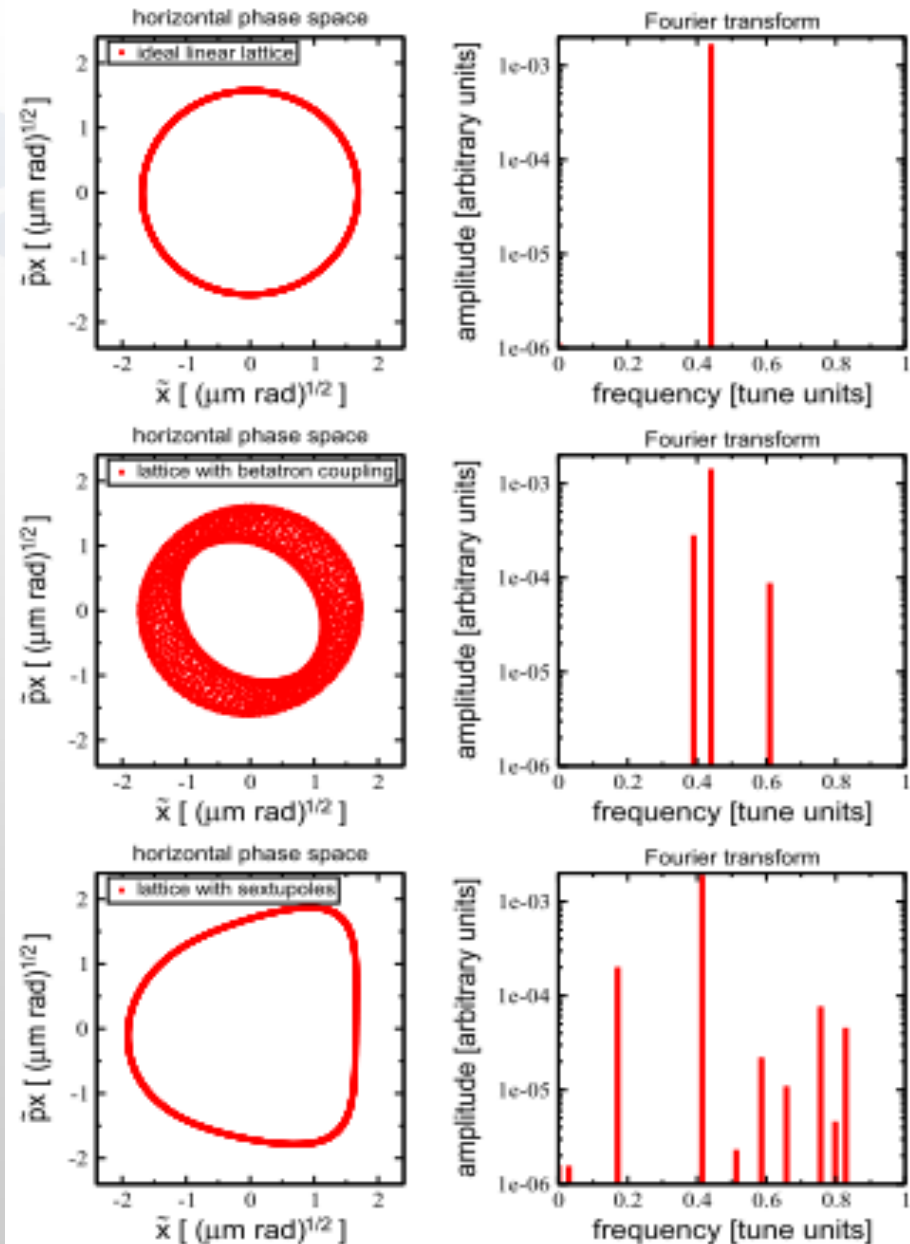 horizontal phase space
ideal linear lattice
p̃x [ (μm rad)1/2 ]
2
1
0
-1
-2
-2 -1 0 1 2
x̃ [ (μm rad)1/2 ]
Fourier transform
amplitude [arbitrary units]
1e-03
1e-04
1e-05
1e-06
0 0.2 0.4 0.6 0.8 1
frequency [tune units]
horizontal phase space
lattice with betatron coupling
p̃x [ (μm rad)1/2 ]
2
1
0
-1
-2
-2 -1 0 1 2
x̃ [ (μm rad)1/2 ]
Fourier transform
amplitude [arbitrary units]
1e-03
1e-04
1e-05
1e-06
0 0.2 0.4 0.6 0.8 1
frequency [tune units]
horizontal phase space
lattice with sextupoles
p̃x [ (μm rad)1/2 ]
2
1
0
-1
-2
-2 -1 0 1 2
x̃ [ (μm rad)1/2 ]
Fourier transform
amplitude [arbitrary units]
1e-03
1e-04
1e-05
1e-06
0 0.2 0.4 0.6 0.8 1
frequency [tune units]